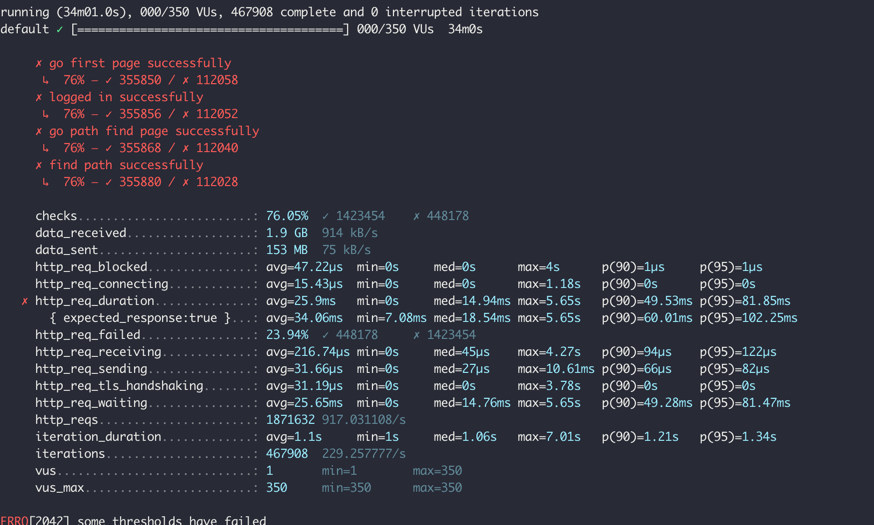 running (34m01.0s), 000/350 VUs, 467908 complete and 0 interrupted iterations
default ✓ [======================================] 000/350 VUs  34m0s
✗ go first page successfully
↳  76% — ✓ 355850 / ✗ 112058
✗ logged in successfully
↳  76% — ✓ 355856 / ✗ 112052
✗ go path find page successfully
↳  76% — ✓ 355868 / ✗ 112040
✗ find path successfully
↳  76% — ✓ 355880 / ✗ 112028
checks.........................: 76.05%  ✓ 1423454    ✗ 448178
data_received..................: 1.9 GB  914 kB/s
data_sent......................: 153 MB  75 kB/s
http_req_blocked...............: avg=47.22µs  min=0s     med=0s      max=4s      p(90)=1µs     p(95)=1µs
http_req_connecting............: avg=15.43µs  min=0s     med=0s      max=1.18s   p(90)=0s      p(95)=0s
✗ http_req_duration..............: avg=25.9ms   min=0s     med=14.94ms max=5.65s   p(90)=49.53ms p(95)=81.85ms
{ expected_response:true }...: avg=34.06ms  min=7.08ms med=18.54ms max=5.65s   p(90)=60.01ms p(95)=102.25ms
http_req_failed................: 23.94%  ✓ 448178     ✗ 1423454
http_req_receiving.............: avg=216.74µs min=0s     med=45µs    max=4.27s   p(90)=94µs    p(95)=122µs
http_req_sending...............: avg=31.66µs  min=0s     med=27µs    max=10.61ms p(90)=66µs    p(95)=82µs
http_req_tls_handshaking.......: avg=31.19µs  min=0s     med=0s      max=3.78s   p(90)=0s      p(95)=0s
http_req_waiting...............: avg=25.65ms  min=0s     med=14.76ms max=5.65s   p(90)=49.28ms p(95)=81.47ms
http_reqs......................: 1871632 917.031108/s
iteration_duration.............: avg=1.1s     min=1s     med=1.06s   max=7.01s   p(90)=1.21s   p(95)=1.34s
iterations.....................: 467908  229.257777/s
vus............................: 1       min=1        max=350
vus_max........................: 350     min=350      max=350
ERRO[2042] some thresholds have failed